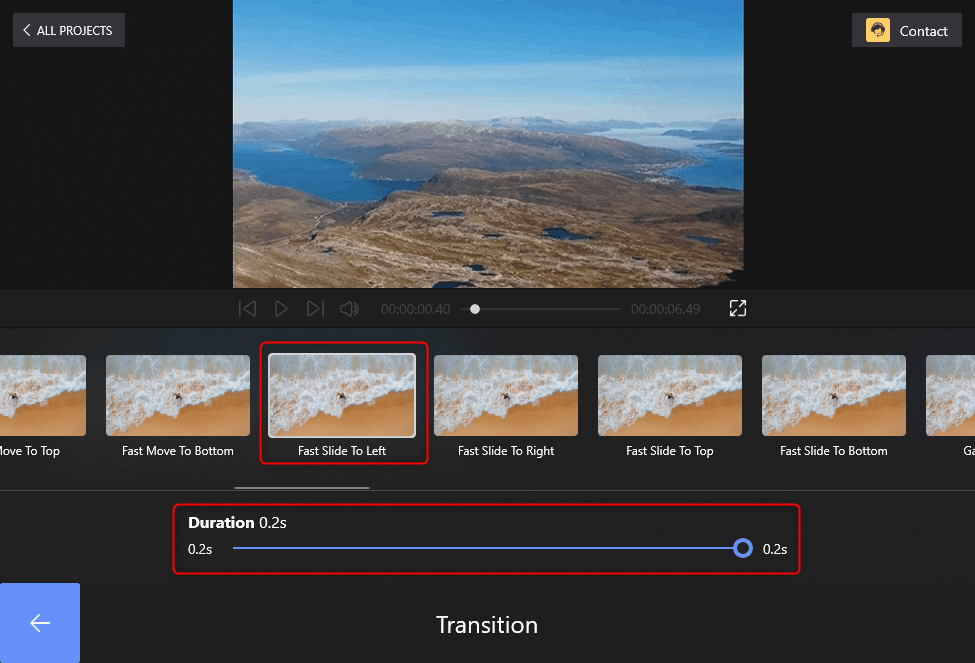 ALL PROJECTS
Contact
00:00:00.40
00:00:06.49
Move To Top
Fast Move To Bottom
Fast Slide To Left
Fast Slide To Right
Fast Slide To Top
Fast Slide To Bottom
Ga
Duration 0.2s
0.2s
0.2s
Transition